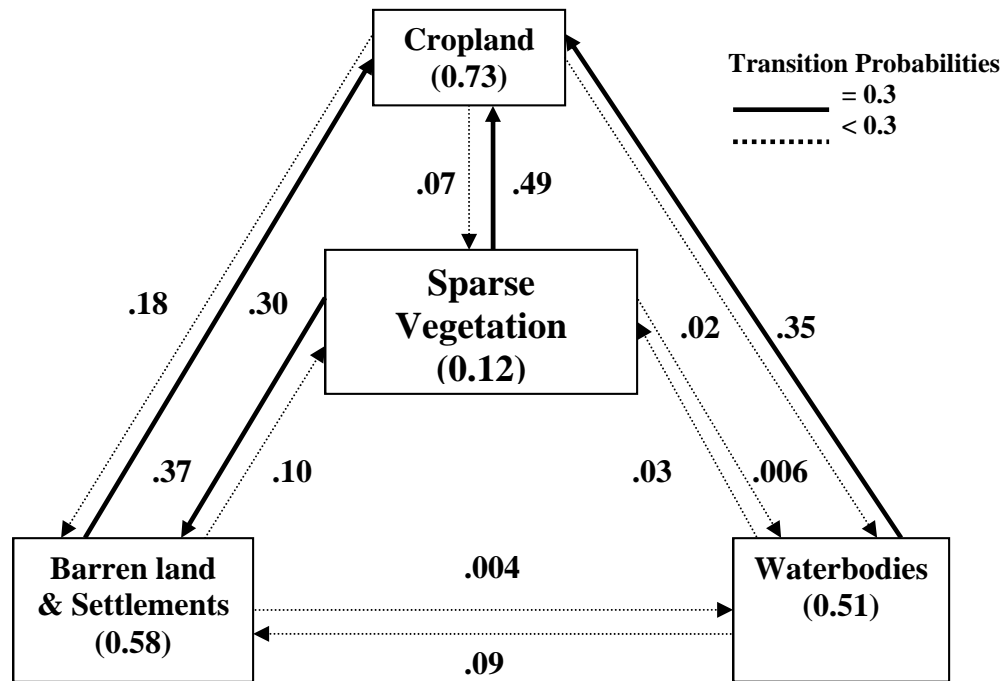 Cropland
(0.73)
Transition Probabilities
= 0.3
< 0.3
.07
.49
Sparse
Vegetation
(0.12)
.18
.30
.02
.35
.37
.10
.03
.006
Barren land
& Settlements
(0.58)
.004
.09
Waterbodies
(0.51)